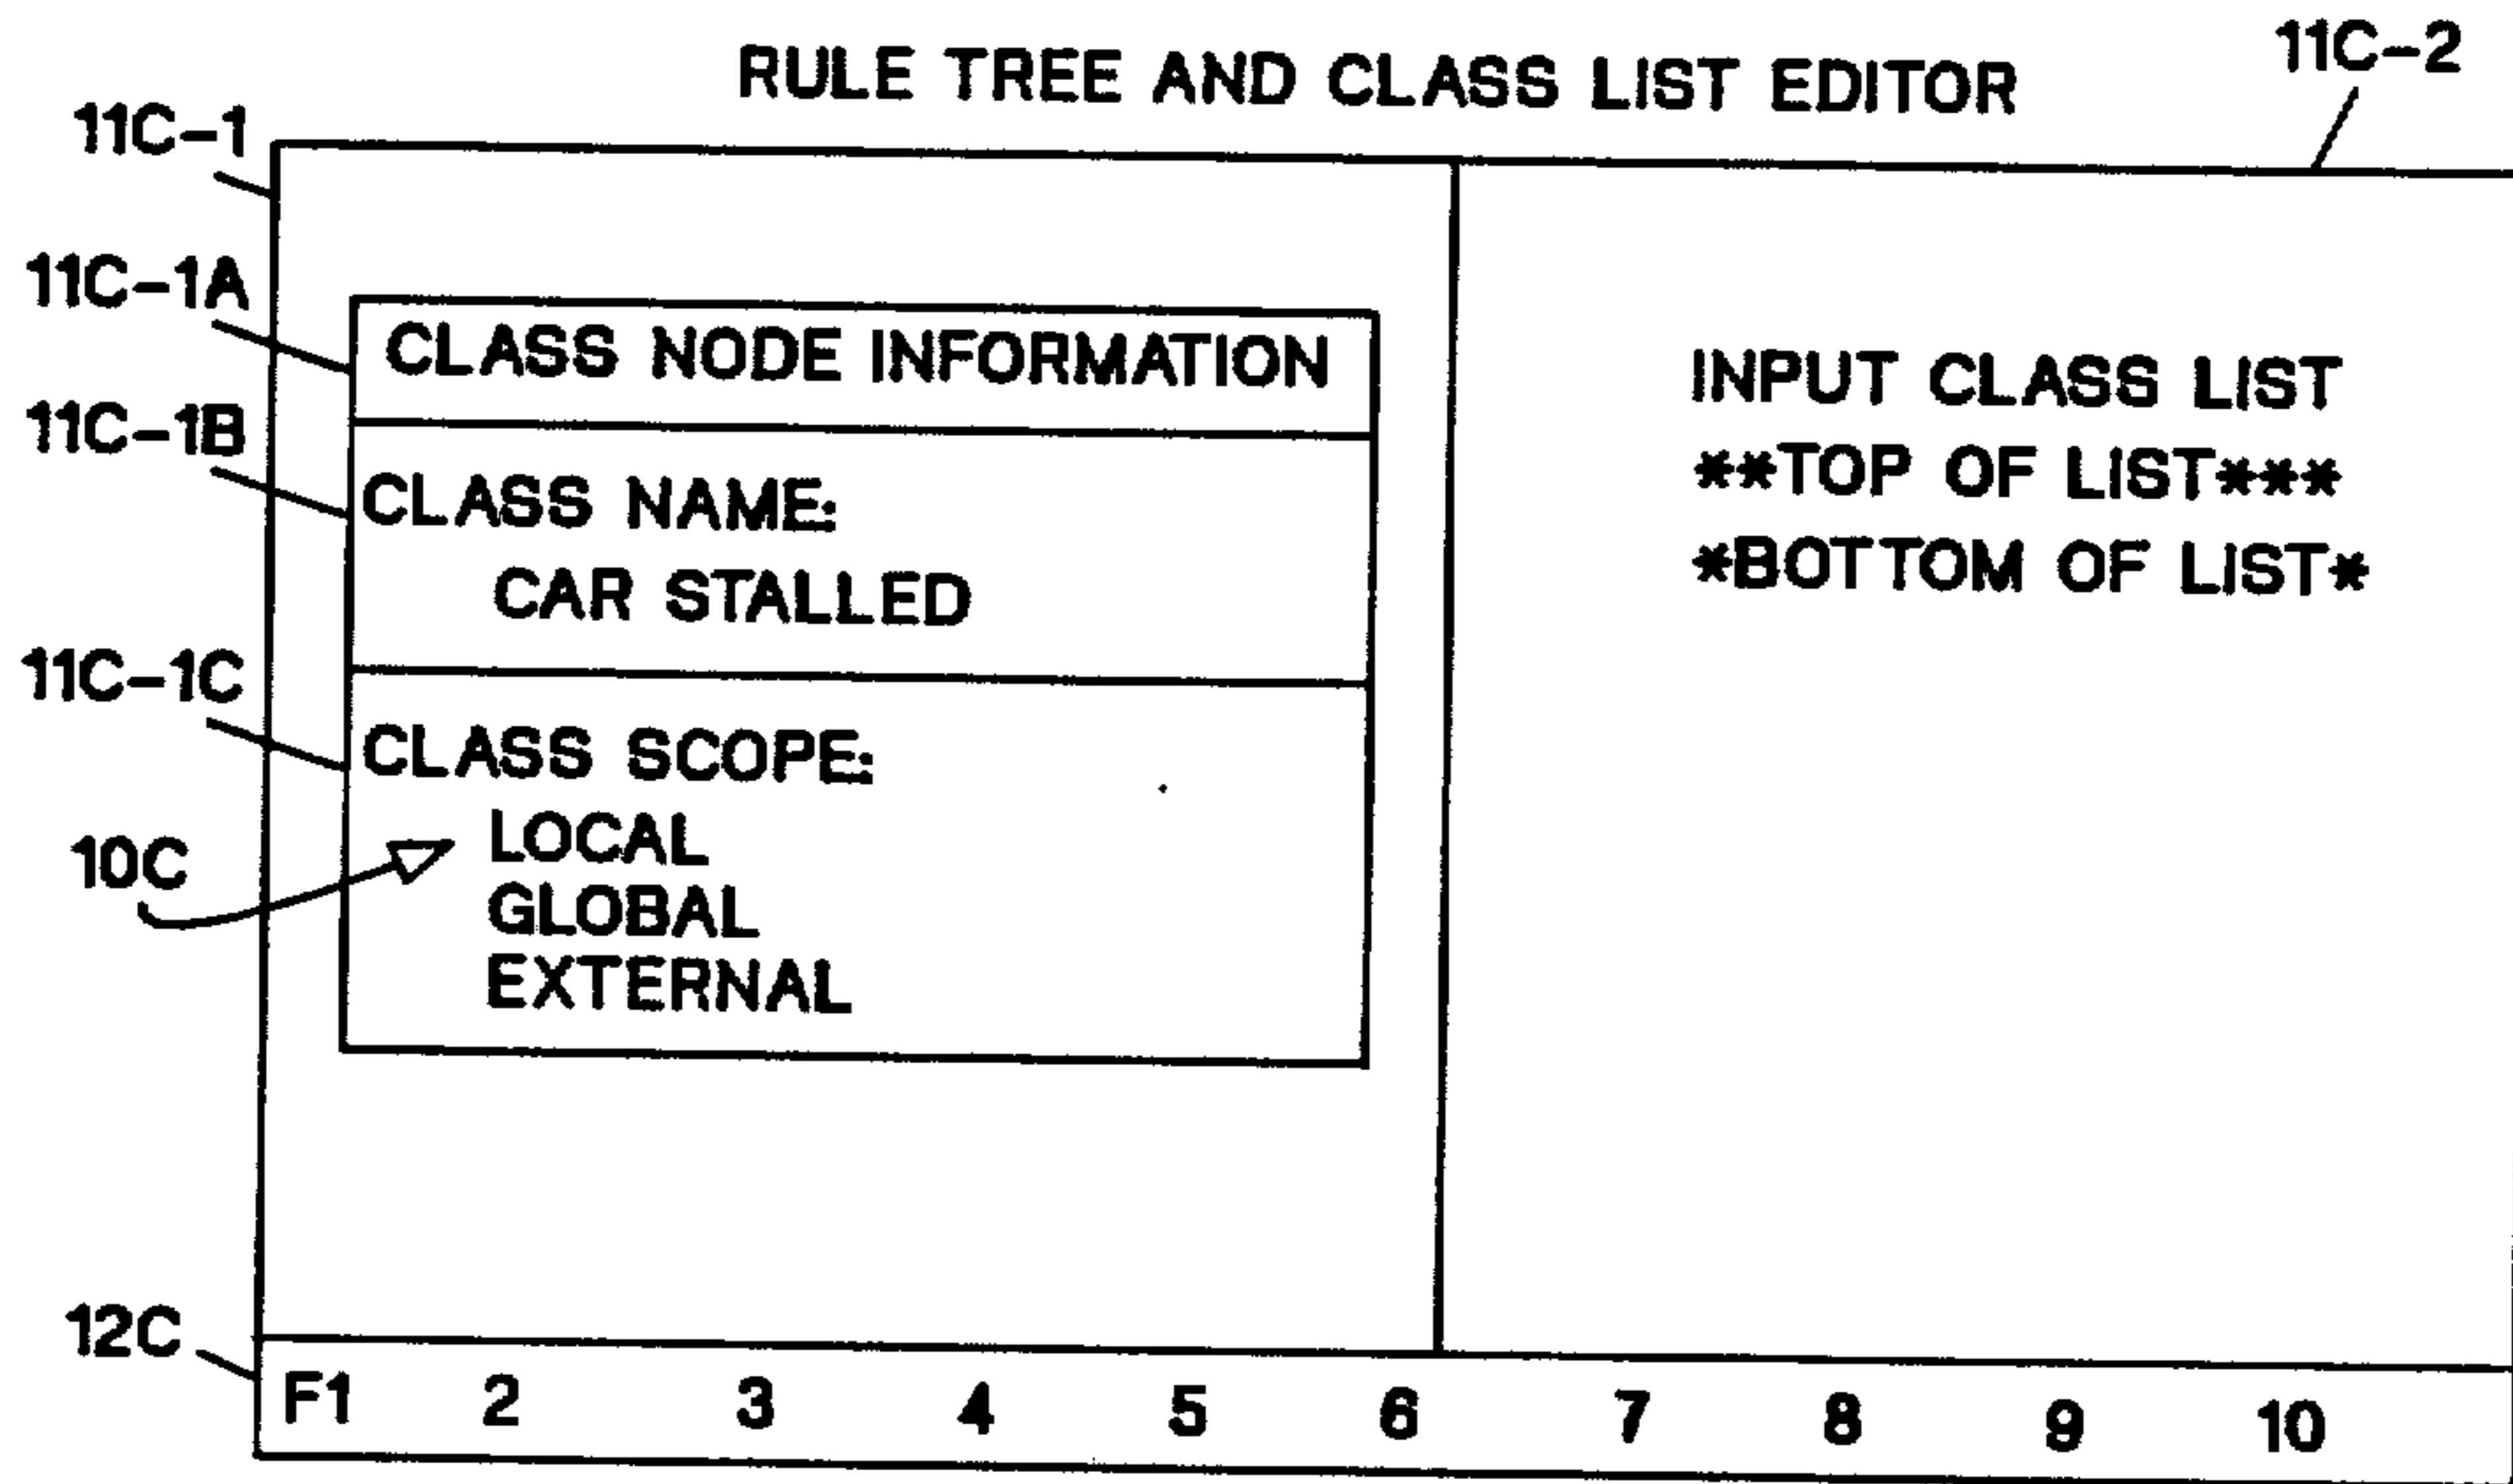 RULE TREE AND CLASS LIST EDITOR
11C-2
11C-1
11C-1A
CLASS NODE INFORMATION
11C-1B
CLASS NAME:
CAR STALLED
11C-1C
CLASS SCOPE:
10C
LOCAL
GLOBAL
EXTERNAL
INPUT CLASS LIST
**TOP OF LIST***
*BOTTOM OF LIST*
12C
F1 2 3 4 5 6 7 8 9 10